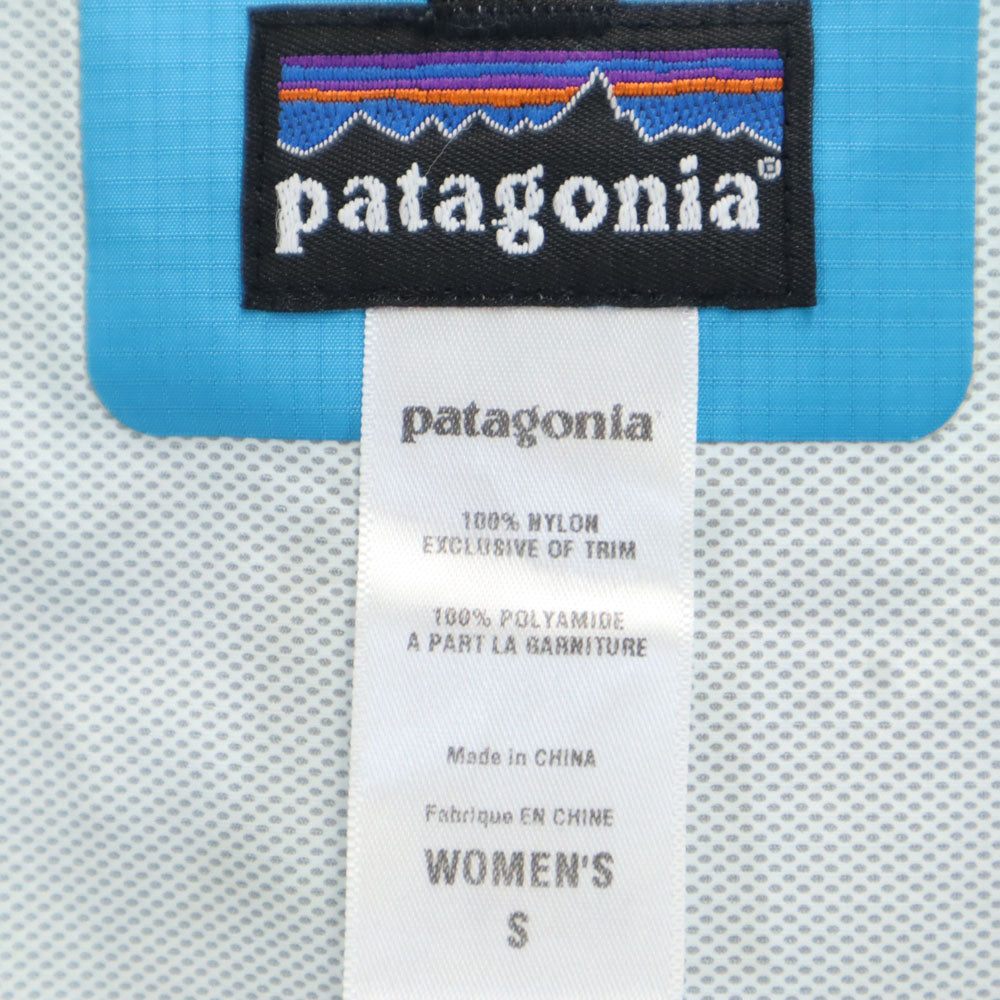 patagonia®
patagonia
100% NYLON
EXCLUSIVE OF TRIM
100% POLYAMIDE
A PART LA GARNITURE
Made in CHINA
Fabrique EN CHINE
WOMEN'S
S